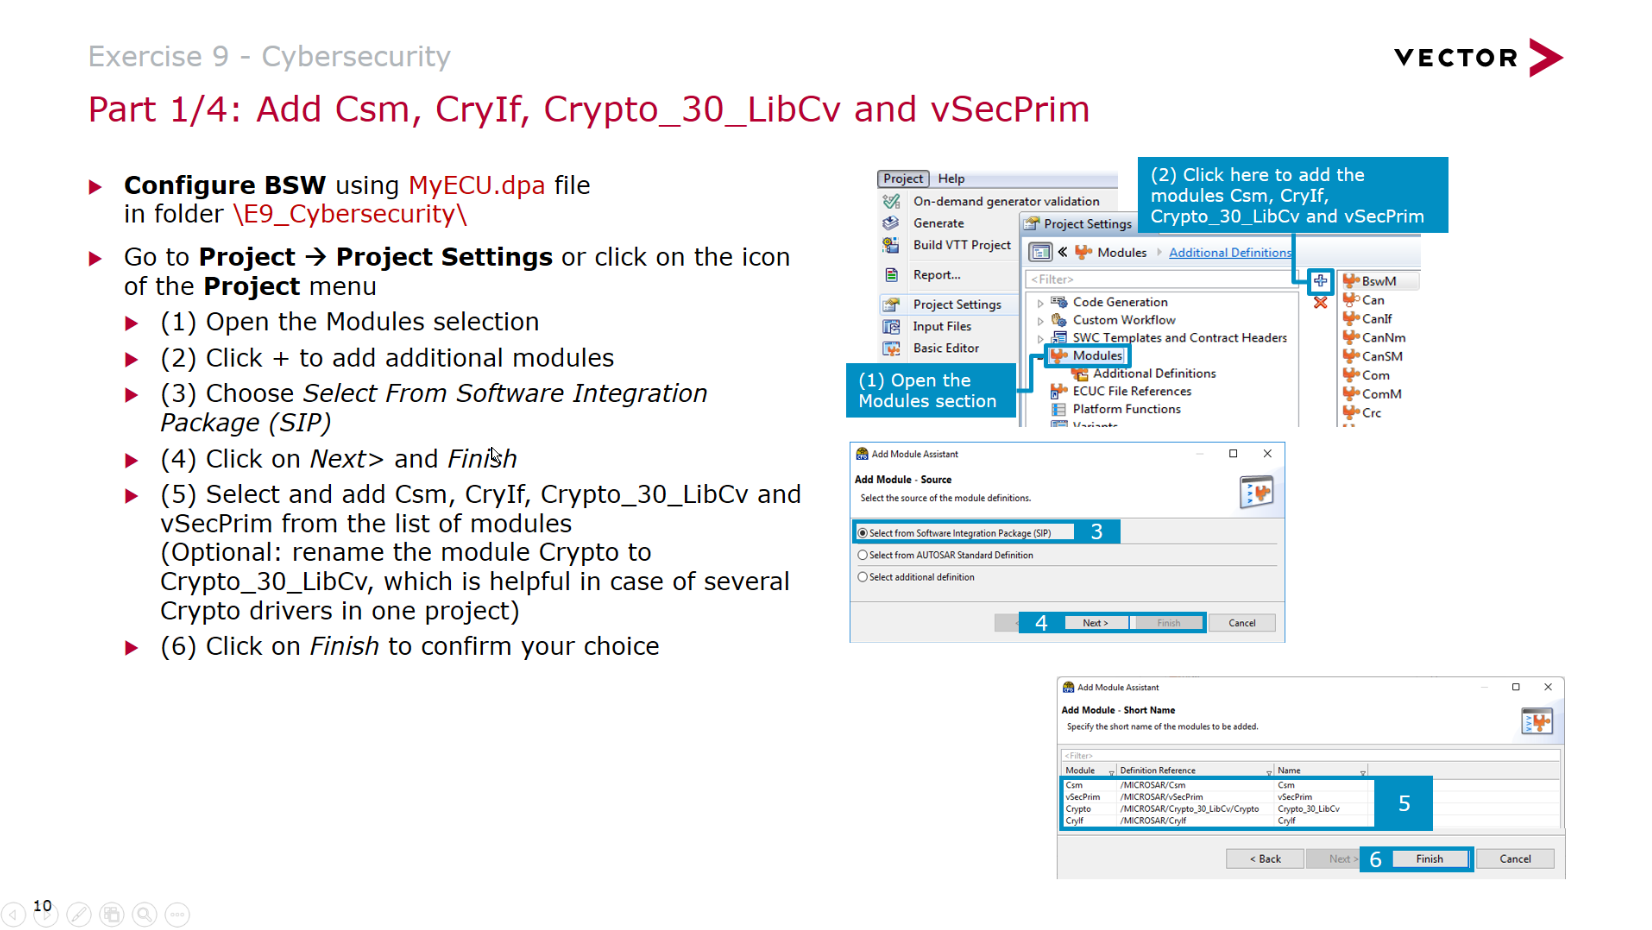 Exercise 9 - Cybersecurity
VECTOR
Part 1/4: Add Csm, CryIf, Crypto_30_LibCv and vSecPrim
Configure BSW using MyECU.dpa file
in folder \E9_Cybersecurity\
Go to Project → Project Settings or click on the icon
of the Project menu
(1) Open the Modules selection
(2) Click + to add additional modules
(3) Choose Select From Software Integration
Package (SIP)
(4) Click on Next> and Finish
(5) Select and add Csm, CryIf, Crypto_30_LibCv and
vSecPrim from the list of modules
(Optional: rename the module Crypto to
Crypto_30_LibCv, which is helpful in case of several
Crypto drivers in one project)
(6) Click on Finish to confirm your choice
Project Help
On-demand generator validation
Generate
Build VTT Project
Report...
Project Settings
Input Files
Basic Editor
(1) Open the
Modules section
(2) Click here to add the
modules Csm, CryIf,
Crypto_30_LibCv and vSecPrim
Project Settings
« Modules Additional Definitions
<Filter>
Code Generation
Custom Workflow
SWC Templates and Contract Headers
Modules
Additional Definitions
ECUC File References
Platform Functions
Variants
BswM
Can
CanIf
CanNm
CanSM
Com
ComM
Crc
Add Module Assistant
Add Module - Source
Select the source of the module definitions.
Select from Software Integration Package (SIP) 3
Select from AUTOSAR Standard Definition
Select additional definition
< 4 Next > Finish Cancel
Add Module Assistant
Add Module - Short Name
Specify the short name of the modules to be added.
<Filter>
Module Definition Reference Name
Csm /MICROSAR/Csm Csm
vSecPrim /MICROSAR/vSecPrim vSecPrim
Crypto /MICROSAR/Crypto_30_LibCv/Crypto Crypto_30_LibCv
CryIf /MICROSAR/CryIf CryIf
5
< Back Next > 6 Finish Cancel
10